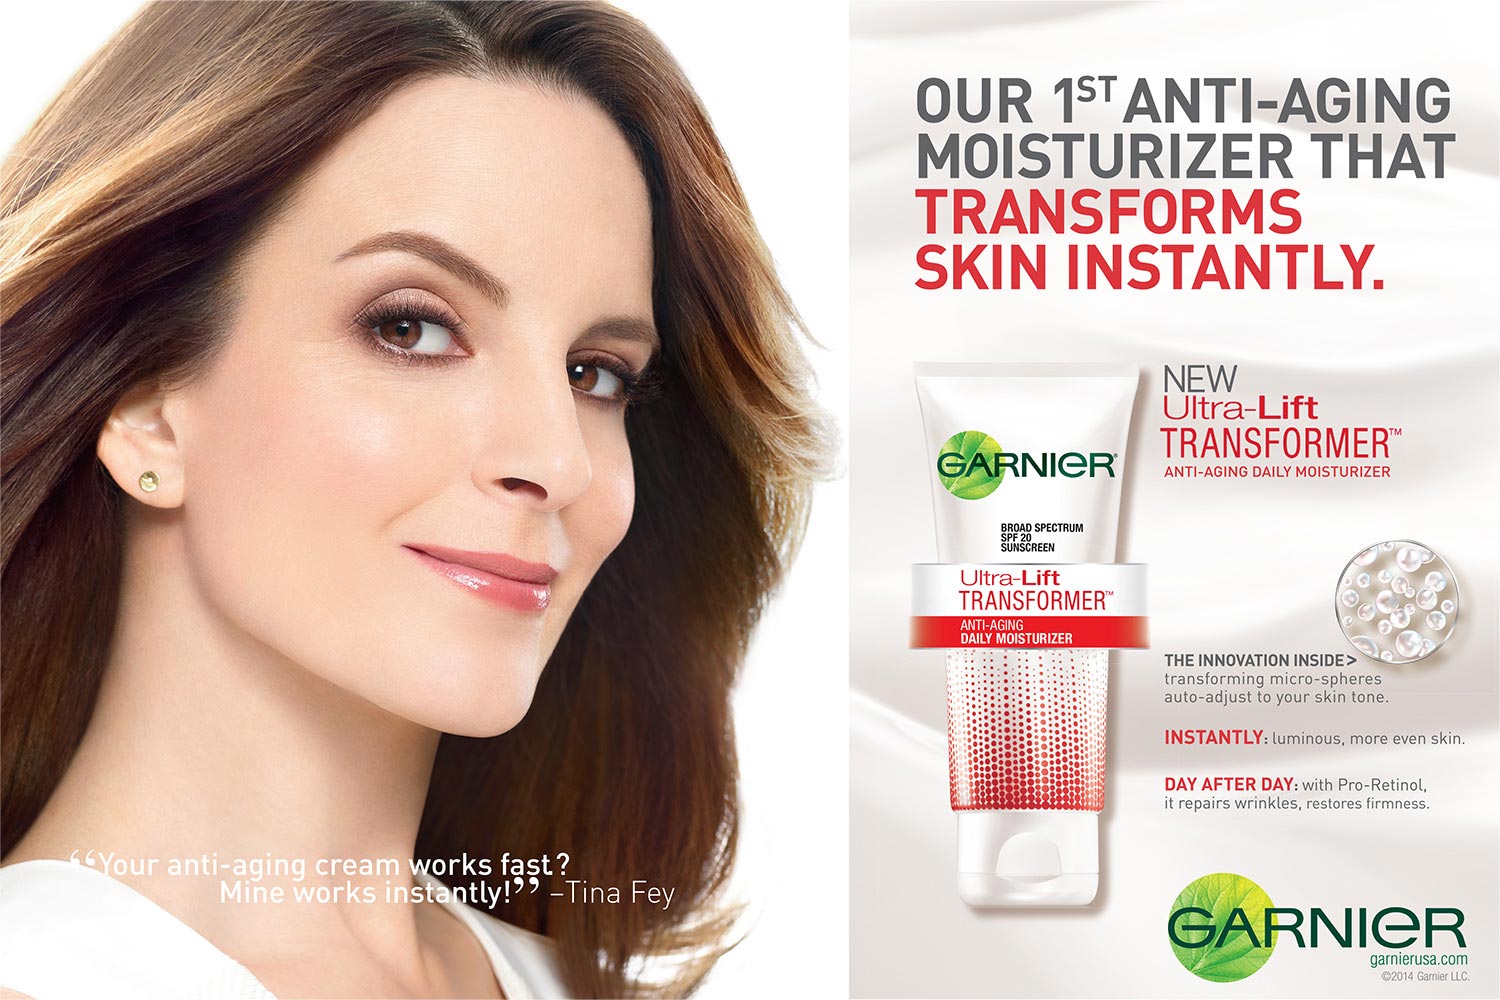 “Your anti-aging cream works fast?
Mine works instantly!” –Tina Fey
OUR 1ST ANTI-AGING
MOISTURIZER THAT
TRANSFORMS
SKIN INSTANTLY.
NEW
Ultra-Lift
TRANSFORMER™
ANTI-AGING DAILY MOISTURIZER
GARNIER®
BROAD SPECTRUM
SPF 20
SUNSCREEN
Ultra-Lift
TRANSFORMER™
ANTI-AGING
DAILY MOISTURIZER
THE INNOVATION INSIDE>
transforming micro-spheres
auto-adjust to your skin tone.
INSTANTLY: luminous, more even skin.
DAY AFTER DAY: with Pro-Retinol,
it repairs wrinkles, restores firmness.
GARNIER
garnierusa.com
©2014 Garnier LLC.